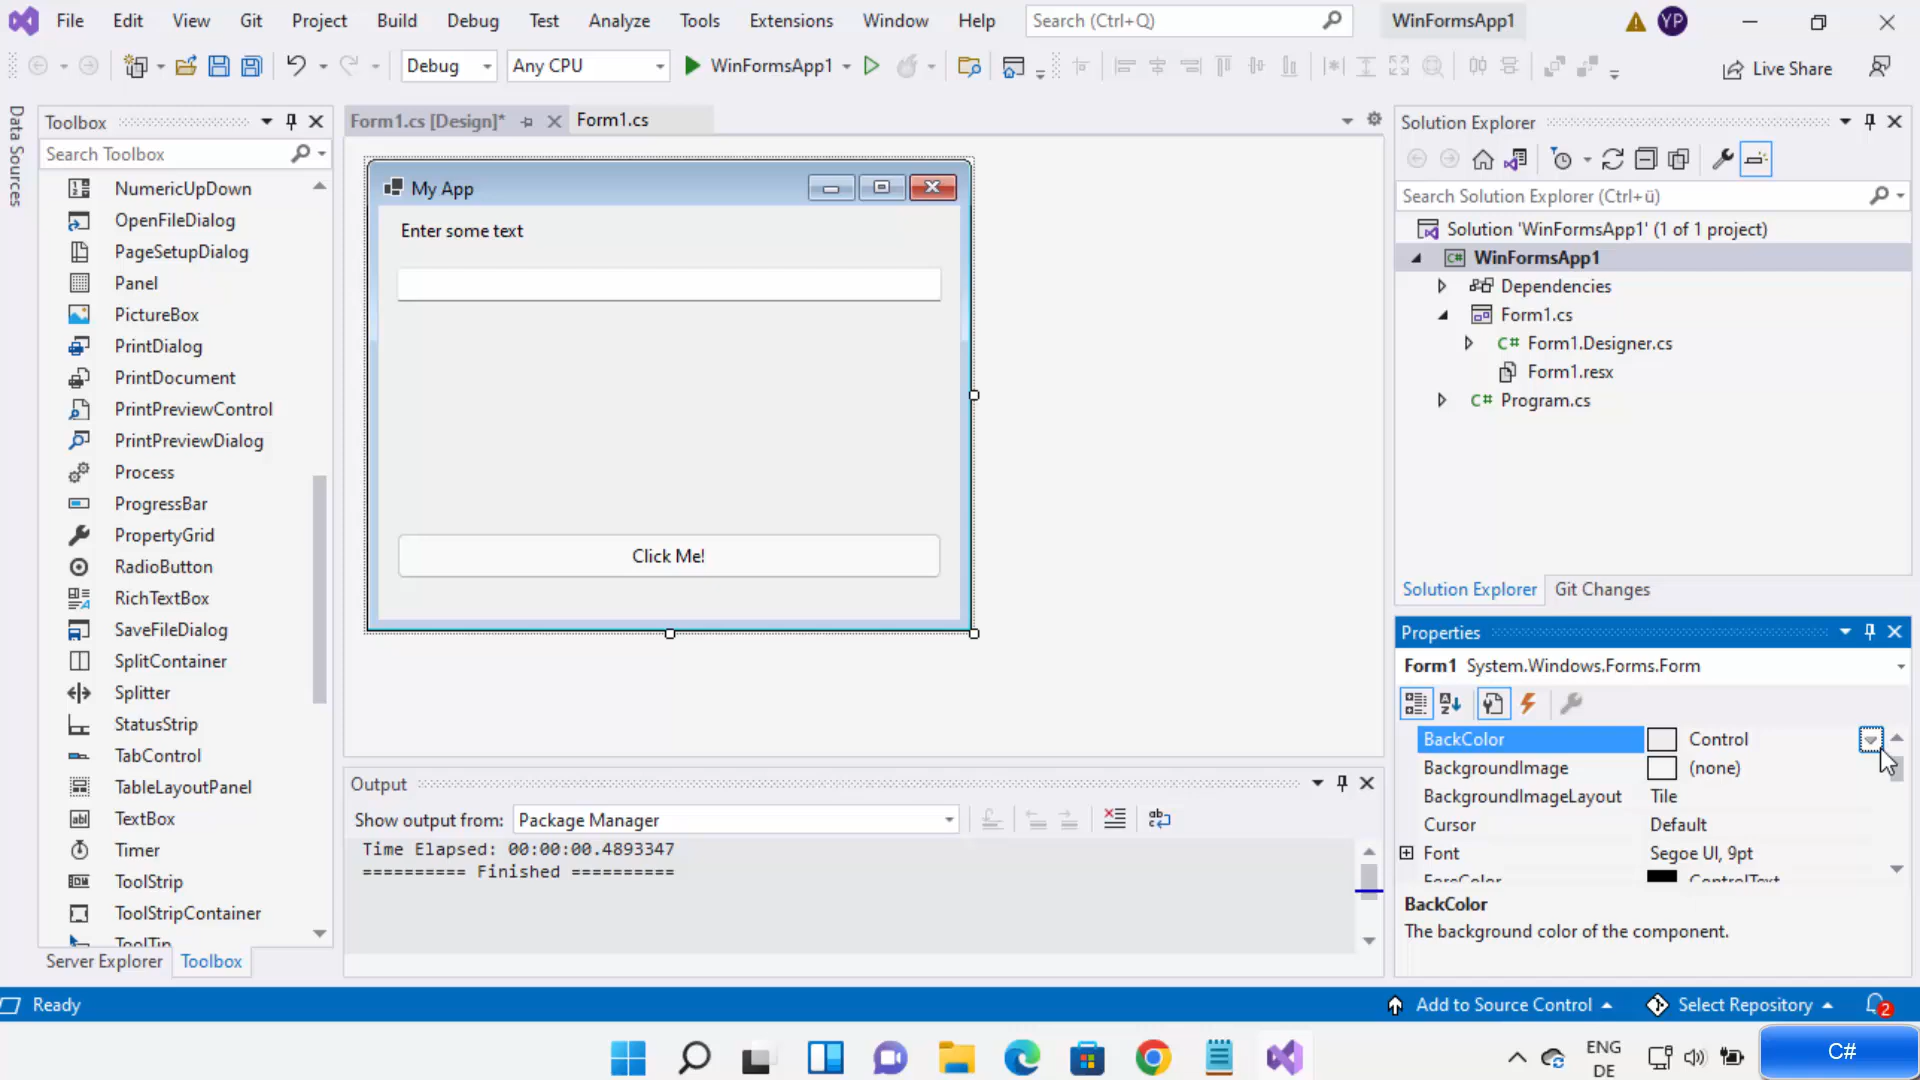 File Edit View Git Project Build Debug Test Analyze Tools Extensions Window Help Search (Ctrl+Q) WinFormsApp1 YP
Debug Any CPU WinFormsApp1 Live Share
Data Sources
Toolbox
Search Toolbox
NumericUpDown
OpenFileDialog
PageSetupDialog
Panel
PictureBox
PrintDialog
PrintDocument
PrintPreviewControl
PrintPreviewDialog
Process
ProgressBar
PropertyGrid
RadioButton
RichTextBox
SaveFileDialog
SplitContainer
Splitter
StatusStrip
TabControl
TableLayoutPanel
TextBox
Timer
ToolStrip
ToolStripContainer
ToolTip
Server Explorer Toolbox
Form1.cs [Design]* Form1.cs
My App
Enter some text
Click Me!
Output
Show output from: Package Manager
Time Elapsed: 00:00:00.4893347
========== Finished ==========
Solution Explorer
Search Solution Explorer (Ctrl+ü)
Solution 'WinFormsApp1' (1 of 1 project)
C# WinFormsApp1
Dependencies
Form1.cs
C# Form1.Designer.cs
Form1.resx
C# Program.cs
Solution Explorer Git Changes
Properties
Form1 System.Windows.Forms.Form
BackColor Control
BackgroundImage (none)
BackgroundImageLayout Tile
Cursor Default
Font Segoe UI, 9pt
ForeColor ControlText
BackColor
The background color of the component.
Ready Add to Source Control Select Repository 2
ENG
DE
C#